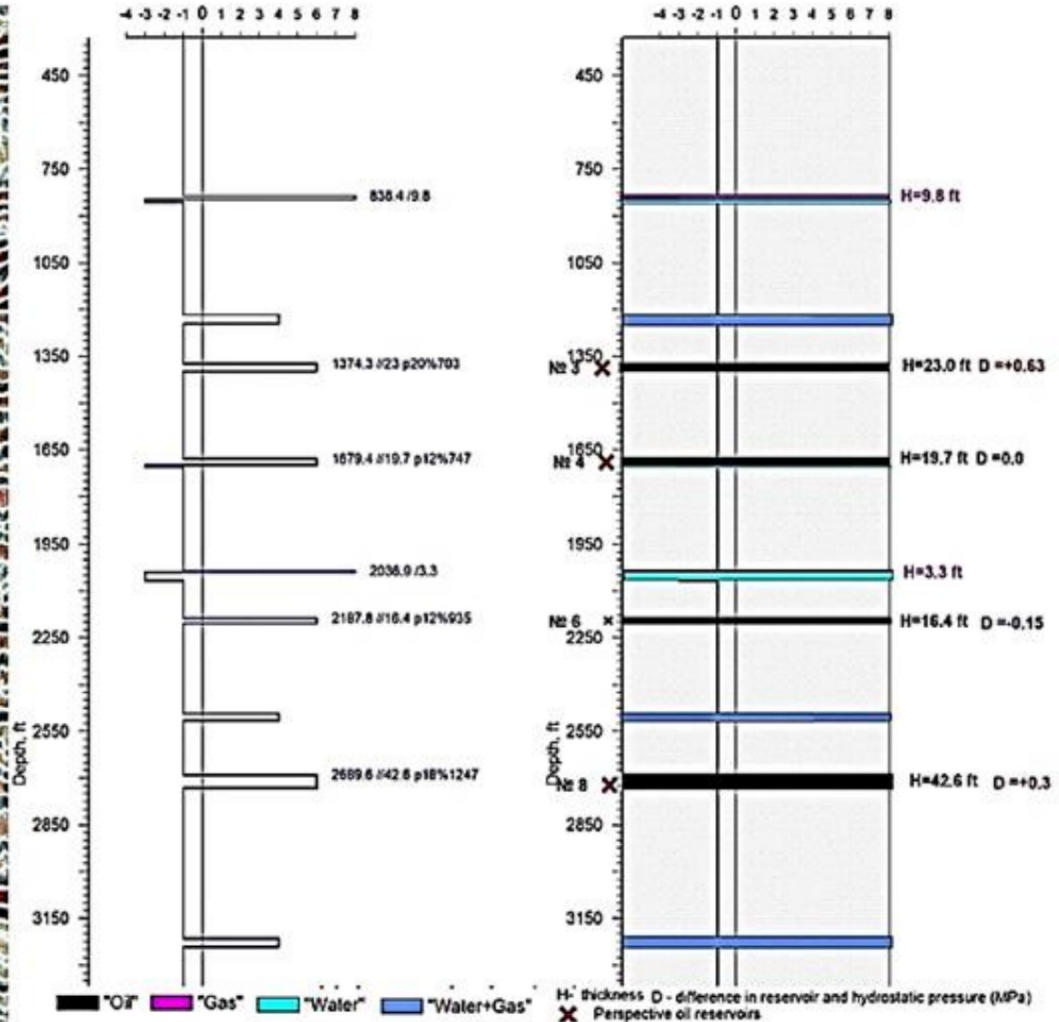 -4 -3 -2 -1 0 1 2 3 4 5 6 7 8
450
750
1050
1350
1650
1950
2250
2550
2850
3150
Depth, ft
838.4 /9.8
1374.3 //23 p20%703
1679.4 //19.7 p12%747
2036.9 /3.3
2187.8 //16.4 p12%935
2689.6 //42.6 p18%1247
-4 -3 -2 -1 0 1 2 3 4 5 6 7 8
450
750
1050
1350
1650
1950
2250
2550
2850
3150
Depth, ft
№ 3
№ 4
№ 6
№ 8
H=9.8 ft
H=23.0 ft D =+0.63
H=19.7 ft D =0.0
H=3.3 ft
H=16.4 ft D =-0.15
H=42.6 ft D =+0.3
"Oil" "Gas" "Water" "Water+Gas"
H- thickness D - difference in reservoir and hydrostatic pressure (MPa)
Perspective oil reservoirs